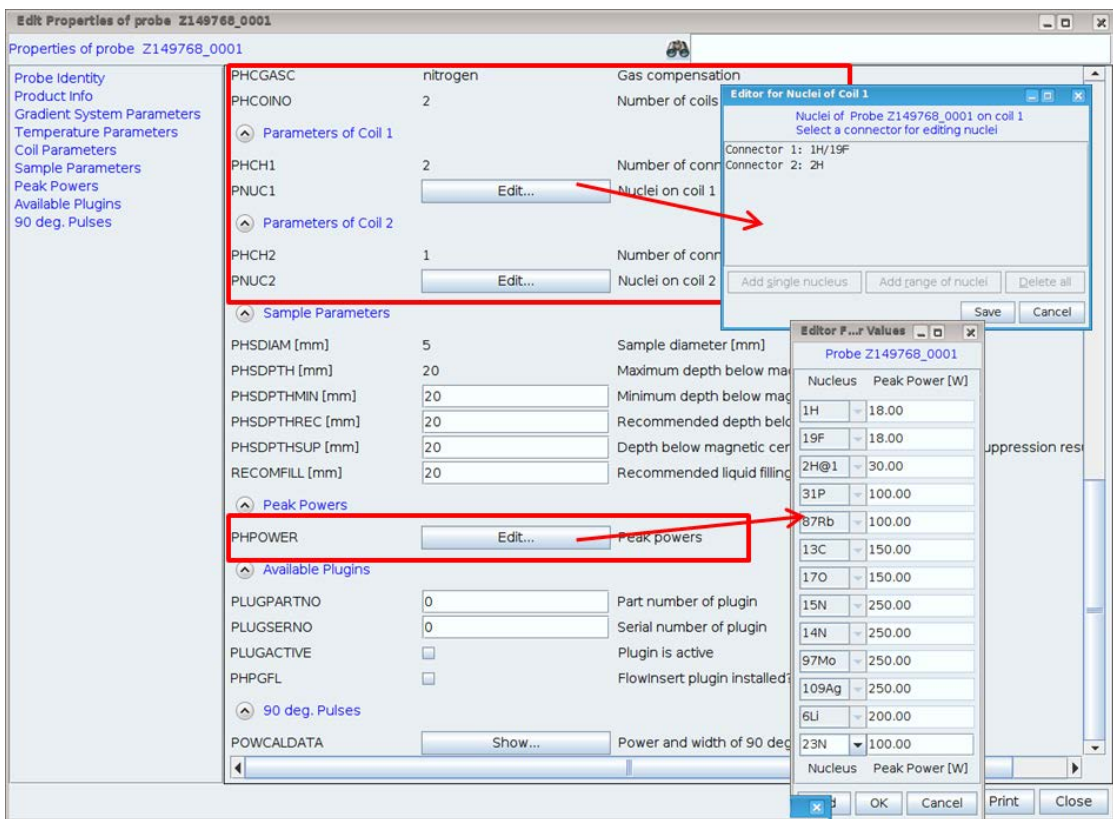 Edit Properties of probe Z149768_0001
Properties of probe Z149768_0001
Probe Identity
Product Info
Gradient System Parameters
Temperature Parameters
Coil Parameters
Sample Parameters
Peak Powers
Available Plugins
90 deg. Pulses
PHCGASC nitrogen Gas compensation
PHCOINO 2 Number of coils
Parameters of Coil 1
PHCH1 2 Number of conn
PNUC1 Edit... Nuclei on coil 1
Parameters of Coil 2
PHCH2 1 Number of conn
PNUC2 Edit... Nuclei on coil 2
Sample Parameters
PHSDIAM [mm] 5 Sample diameter [mm]
PHSDPTH [mm] 20 Maximum depth below mag
PHSDPTHMIN [mm] 20 Minimum depth below mag
PHSDPTHREC [mm] 20 Recommended depth belo
PHSDPTHSUP [mm] 20 Depth below magnetic cen uppression resu
RECOMFILL [mm] 20 Recommended liquid filling
Peak Powers
PHPOWER Edit... Peak powers
Available Plugins
PLUGPARTNO 0 Part number of plugin
PLUGSERNO 0 Serial number of plugin
PLUGACTIVE Plugin is active
PHPGFL FlowInsert plugin installed?
90 deg. Pulses
POWCALDATA Show... Power and width of 90 deg
Print Close
Editor for Nuclei of Coil 1
Nuclei of Probe Z149768_0001 on coil 1
Select a connector for editing nuclei
Connector 1: 1H/19F
Connector 2: 2H
Add single nucleus Add range of nuclei Delete all
Save Cancel
Editor F...r Values
Probe Z149768_0001
Nucleus Peak Power [W]
1H 18.00
19F 18.00
2H@1 30.00
31P 100.00
87Rb 100.00
13C 150.00
17O 150.00
15N 250.00
14N 250.00
97Mo 250.00
109Ag 250.00
6Li 200.00
23N 100.00
Nucleus Peak Power [W]
d OK Cancel